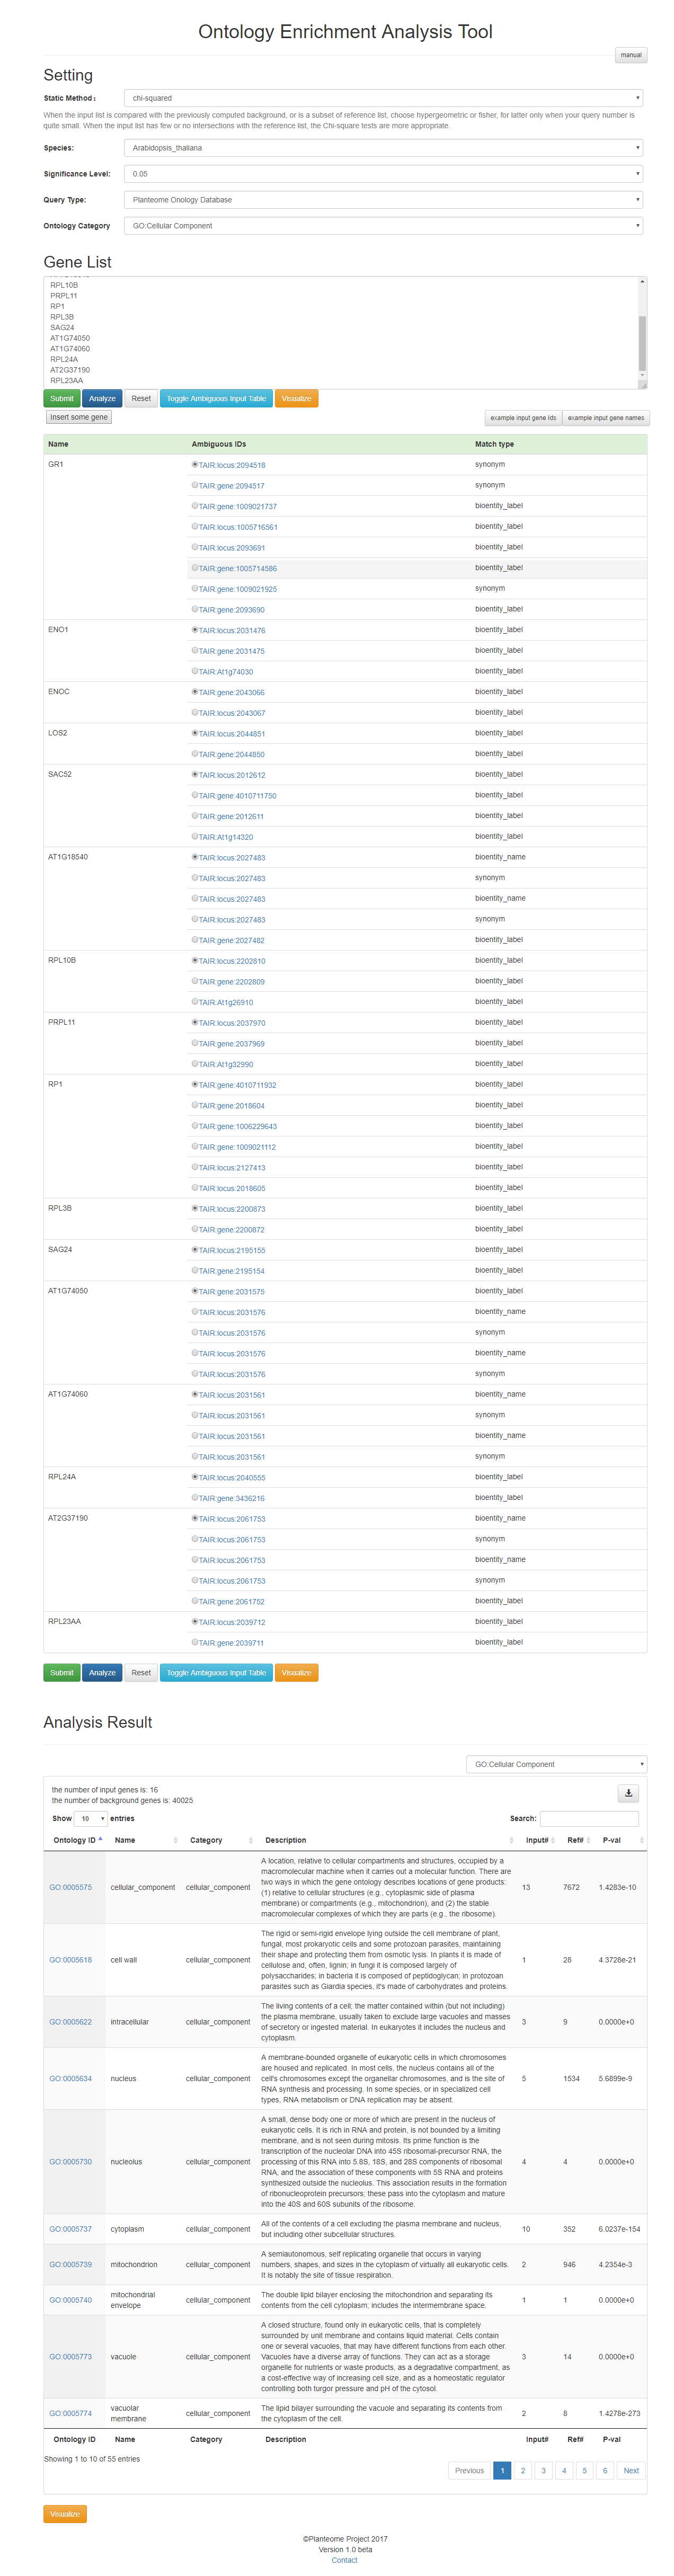 Ontology Enrichment Analysis Tool
manual
Setting
Static Method: chi-squared
When the input list is compared with the previously computed background, or is a subset of reference list, choose hypergeometric or fisher, for latter only when your query number is
quite small. When the input list has few or no intersections with the reference list, the Chi-square tests are more appropriate.
Species: Arabidopsis_thaliana
Significance Level: 0.05
Query Type: Planteome Onology Database
Ontology Category GO:Cellular Component
Gene List
RPL10B
PRPL11
RP1
RPL3B
SAG24
AT1G74050
AT1G74060
RPL24A
AT2G37190
RPL23AA
Submit Analyze Reset Toggle Ambiguous Input Table Visualize
Insert some gene example input gene ids example input gene names
Name Ambiguous IDs Match type
GR1 TAIR:locus:2094518 synonym
TAIR:gene:2094517 synonym
TAIR:gene:1009021737 bioentity_label
TAIR:locus:1005716561 bioentity_label
TAIR:locus:2093691 bioentity_label
TAIR:gene:1005714586 bioentity_label
TAIR:gene:1009021925 synonym
TAIR:gene:2093690 bioentity_label
ENO1 TAIR:locus:2031476 bioentity_label
TAIR:gene:2031475 bioentity_label
TAIR:At1g74030 bioentity_label
ENOC TAIR:gene:2043066 bioentity_label
TAIR:locus:2043067 bioentity_label
LOS2 TAIR:locus:2044851 bioentity_label
TAIR:gene:2044850 bioentity_label
SAC52 TAIR:locus:2012612 bioentity_label
TAIR:gene:4010711750 bioentity_label
TAIR:gene:2012611 bioentity_label
TAIR:At1g14320 bioentity_label
AT1G18540 TAIR:locus:2027483 bioentity_name
TAIR:locus:2027483 synonym
TAIR:locus:2027483 bioentity_name
TAIR:locus:2027483 synonym
TAIR:gene:2027482 bioentity_label
RPL10B TAIR:locus:2202810 bioentity_label
TAIR:gene:2202809 bioentity_label
TAIR:At1g26910 bioentity_label
PRPL11 TAIR:locus:2037970 bioentity_label
TAIR:gene:2037969 bioentity_label
TAIR:At1g32990 bioentity_label
RP1 TAIR:gene:4010711932 bioentity_label
TAIR:gene:2018604 bioentity_label
TAIR:gene:1006229643 bioentity_label
TAIR:gene:1009021112 bioentity_label
TAIR:locus:2127413 bioentity_label
TAIR:locus:2018605 bioentity_label
RPL3B TAIR:locus:2200873 bioentity_label
TAIR:gene:2200872 bioentity_label
SAG24 TAIR:locus:2195155 bioentity_label
TAIR:gene:2195154 bioentity_label
AT1G74050 TAIR:gene:2031575 bioentity_label
TAIR:locus:2031576 bioentity_name
TAIR:locus:2031576 synonym
TAIR:locus:2031576 bioentity_name
TAIR:locus:2031576 synonym
AT1G74060 TAIR:locus:2031561 bioentity_name
TAIR:locus:2031561 synonym
TAIR:locus:2031561 bioentity_name
TAIR:locus:2031561 synonym
RPL24A TAIR:locus:2040555 bioentity_label
TAIR:gene:3436216 bioentity_label
AT2G37190 TAIR:locus:2061753 bioentity_name
TAIR:locus:2061753 synonym
TAIR:locus:2061753 bioentity_name
TAIR:locus:2061753 synonym
TAIR:gene:2061752 bioentity_label
RPL23AA TAIR:locus:2039712 bioentity_label
TAIR:gene:2039711 bioentity_label
Submit Analyze Reset Toggle Ambiguous Input Table Visualize
Analysis Result
GO:Cellular Component
the number of input genes is: 16
the number of background genes is: 40025
Show 10 entries Search:
Ontology ID Name Category Description Input# Ref# P-val
A location, relative to cellular compartments and structures, occupied by a
macromolecular machine when it carries out a molecular function. There are
GO:0005575 cellular_component cellular_component two ways in which the gene ontology describes locations of gene products: 13 7672 1.4283e-10
(1) relative to cellular structures (e.g., cytoplasmic side of plasma
membrane) or compartments (e.g., mitochondrion), and (2) the stable
macromolecular complexes of which they are parts (e.g., the ribosome).
The rigid or semi-rigid envelope lying outside the cell membrane of plant,
fungal, most prokaryotic cells and some protozoan parasites, maintaining
their shape and protecting them from osmotic lysis. In plants it is made of
GO:0005618 cell wall cellular_component cellulose and, often, lignin; in fungi it is composed largely of 1 28 4.3728e-21
polysaccharides; in bacteria it is composed of peptidoglycan; in protozoan
parasites such as Giardia species, it's made of carbohydrates and proteins.
The living contents of a cell; the matter contained within (but not including)
GO:0005622 intracellular cellular_component the plasma membrane, usually taken to exclude large vacuoles and masses 3 9 0.0000e+0
of secretory or ingested material. In eukaryotes it includes the nucleus and
cytoplasm.
A membrane-bounded organelle of eukaryotic cells in which chromosomes
are housed and replicated. In most cells, the nucleus contains all of the
GO:0005634 nucleus cellular_component cell's chromosomes except the organellar chromosomes, and is the site of 5 1534 5.6899e-9
RNA synthesis and processing. In some species, or in specialized cell
types, RNA metabolism or DNA replication may be absent.
A small, dense body one or more of which are present in the nucleus of
eukaryotic cells. It is rich in RNA and protein, is not bounded by a limiting
membrane, and is not seen during mitosis. Its prime function is the
transcription of the nucleolar DNA into 45S ribosomal-precursor RNA, the
GO:0005730 nucleolus cellular_component processing of this RNA into 5.8S, 18S, and 28S components of ribosomal 4 4 0.0000e+0
RNA, and the association of these components with 5S RNA and proteins
synthesized outside the nucleolus. This association results in the formation
of ribonucleoprotein precursors; these pass into the cytoplasm and mature
into the 40S and 60S subunits of the ribosome.
GO:0005737 cytoplasm cellular_component All of the contents of a cell excluding the plasma membrane and nucleus, 10 352 6.0237e-154
but including other subcellular structures.
A semiautonomous, self replicating organelle that occurs in varying
GO:0005739 mitochondrion cellular_component numbers, shapes, and sizes in the cytoplasm of virtually all eukaryotic cells. 2 946 4.2354e-3
It is notably the site of tissue respiration.
GO:0005740 mitochondrial envelope cellular_component The double lipid bilayer enclosing the mitochondrion and separating its 1 1 0.0000e+0
contents from the cell cytoplasm; includes the intermembrane space.
A closed structure, found only in eukaryotic cells, that is completely
surrounded by unit membrane and contains liquid material. Cells contain
one or several vacuoles, that may have different functions from each other.
GO:0005773 vacuole cellular_component Vacuoles have a diverse array of functions. They can act as a storage 3 14 0.0000e+0
organelle for nutrients or waste products, as a degradative compartment, as
a cost-effective way of increasing cell size, and as a homeostatic regulator
controlling both turgor pressure and pH of the cytosol.
GO:0005774 vacuolar membrane cellular_component The lipid bilayer surrounding the vacuole and separating its contents from 2 8 1.4278e-273
the cytoplasm of the cell.
Ontology ID Name Category Description Input# Ref# P-val
Showing 1 to 10 of 55 entries
Previous 1 2 3 4 5 6 Next
Visualize
©Planteome Project 2017
Version 1.0 beta
Contact